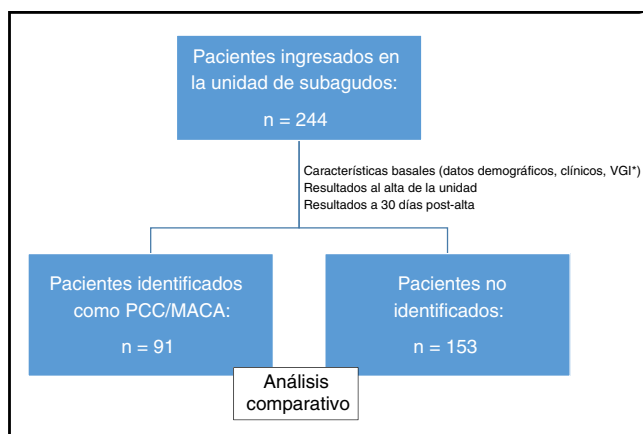 Pacientes ingresados en
la unidad de subagudos:
n = 244
Características basales (datos demográficos, clínicos, VGI*)
Resultados al alta de la unidad
Resultados a 30 días post-alta
Pacientes identificados
como PCC/MACA:
n = 91
Pacientes no
identificados:
n = 153
Análisis
comparativo